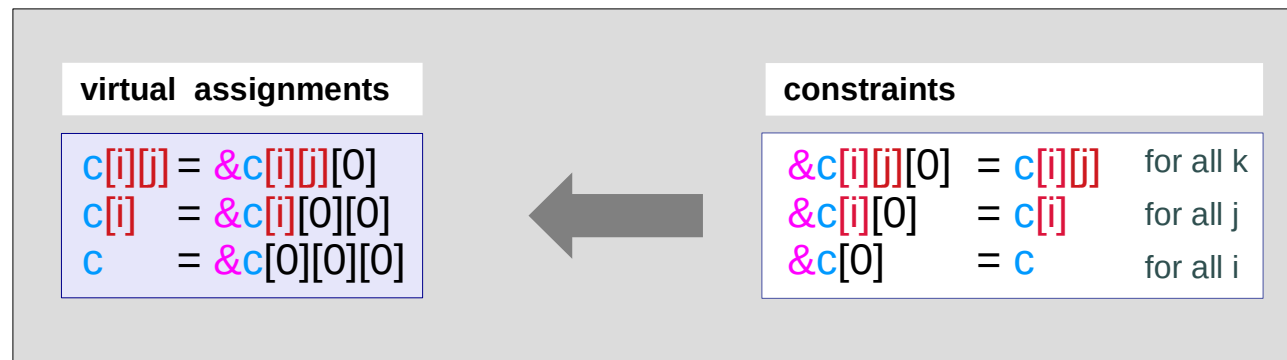 virtual assignments
c[i][j] = &c[i][j][0]
c[i] = &c[i][0][0]
c = &c[0][0][0]
constraints
&c[i][j][0] = c[i][j] for all k
&c[i][0] = c[i] for all j
&c[0] = c for all i